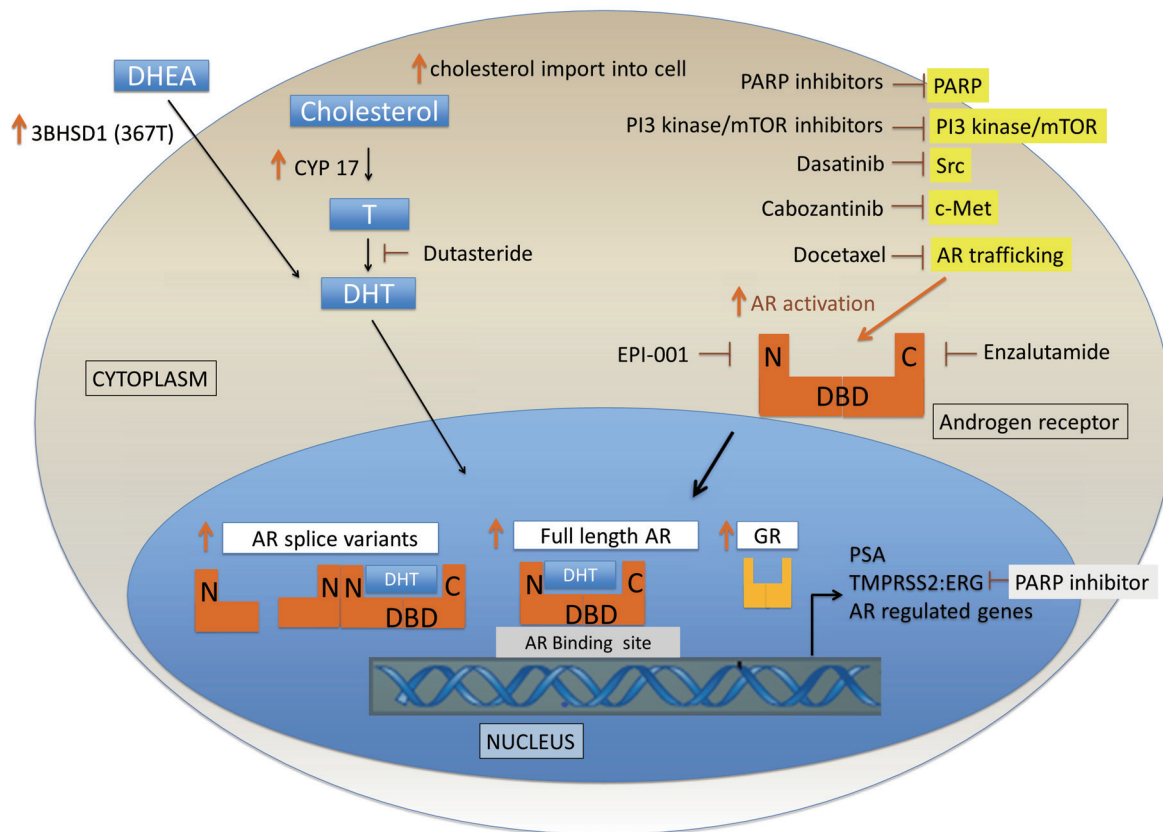 DHEA
3BHSD1 (367T)
cholesterol import into cell
Cholesterol
CYP 17
T
Dutasteride
DHT
PARP inhibitors
PARP
PI3 kinase/mTOR inhibitors
PI3 kinase/mTOR
Dasatinib
Src
Cabozantinib
c-Met
Docetaxel
AR trafficking
AR activation
EPI-001
N
C
DBD
Enzalutamide
Androgen receptor
CYTOPLASM
AR splice variants
N
N
N
DHT
C
DBD
Full length AR
N
DHT
C
DBD
AR Binding site
GR
PSA
TMPRSS2:ERG
AR regulated genes
PARP inhibitor
NUCLEUS